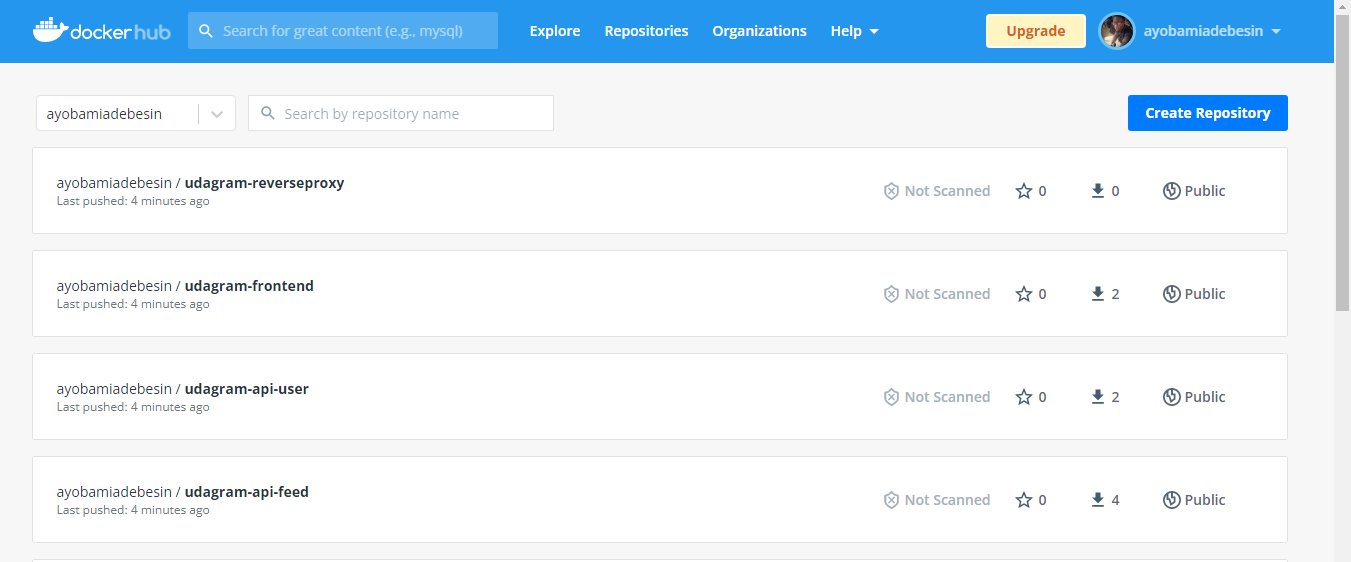 docker hub
Search for great content (e.g., mysql)
Explore
Repositories
Organizations
Help
Upgrade
ayobamiadebesin
ayobamiadebesin
Search by repository name
Create Repository
ayobamiadebesin / udagram-reverseproxy
Last pushed: 4 minutes ago
Not Scanned
0
0
Public
ayobamiadebesin / udagram-frontend
Last pushed: 4 minutes ago
Not Scanned
0
2
Public
ayobamiadebesin / udagram-api-user
Last pushed: 4 minutes ago
Not Scanned
0
2
Public
ayobamiadebesin / udagram-api-feed
Last pushed: 4 minutes ago
Not Scanned
0
4
Public